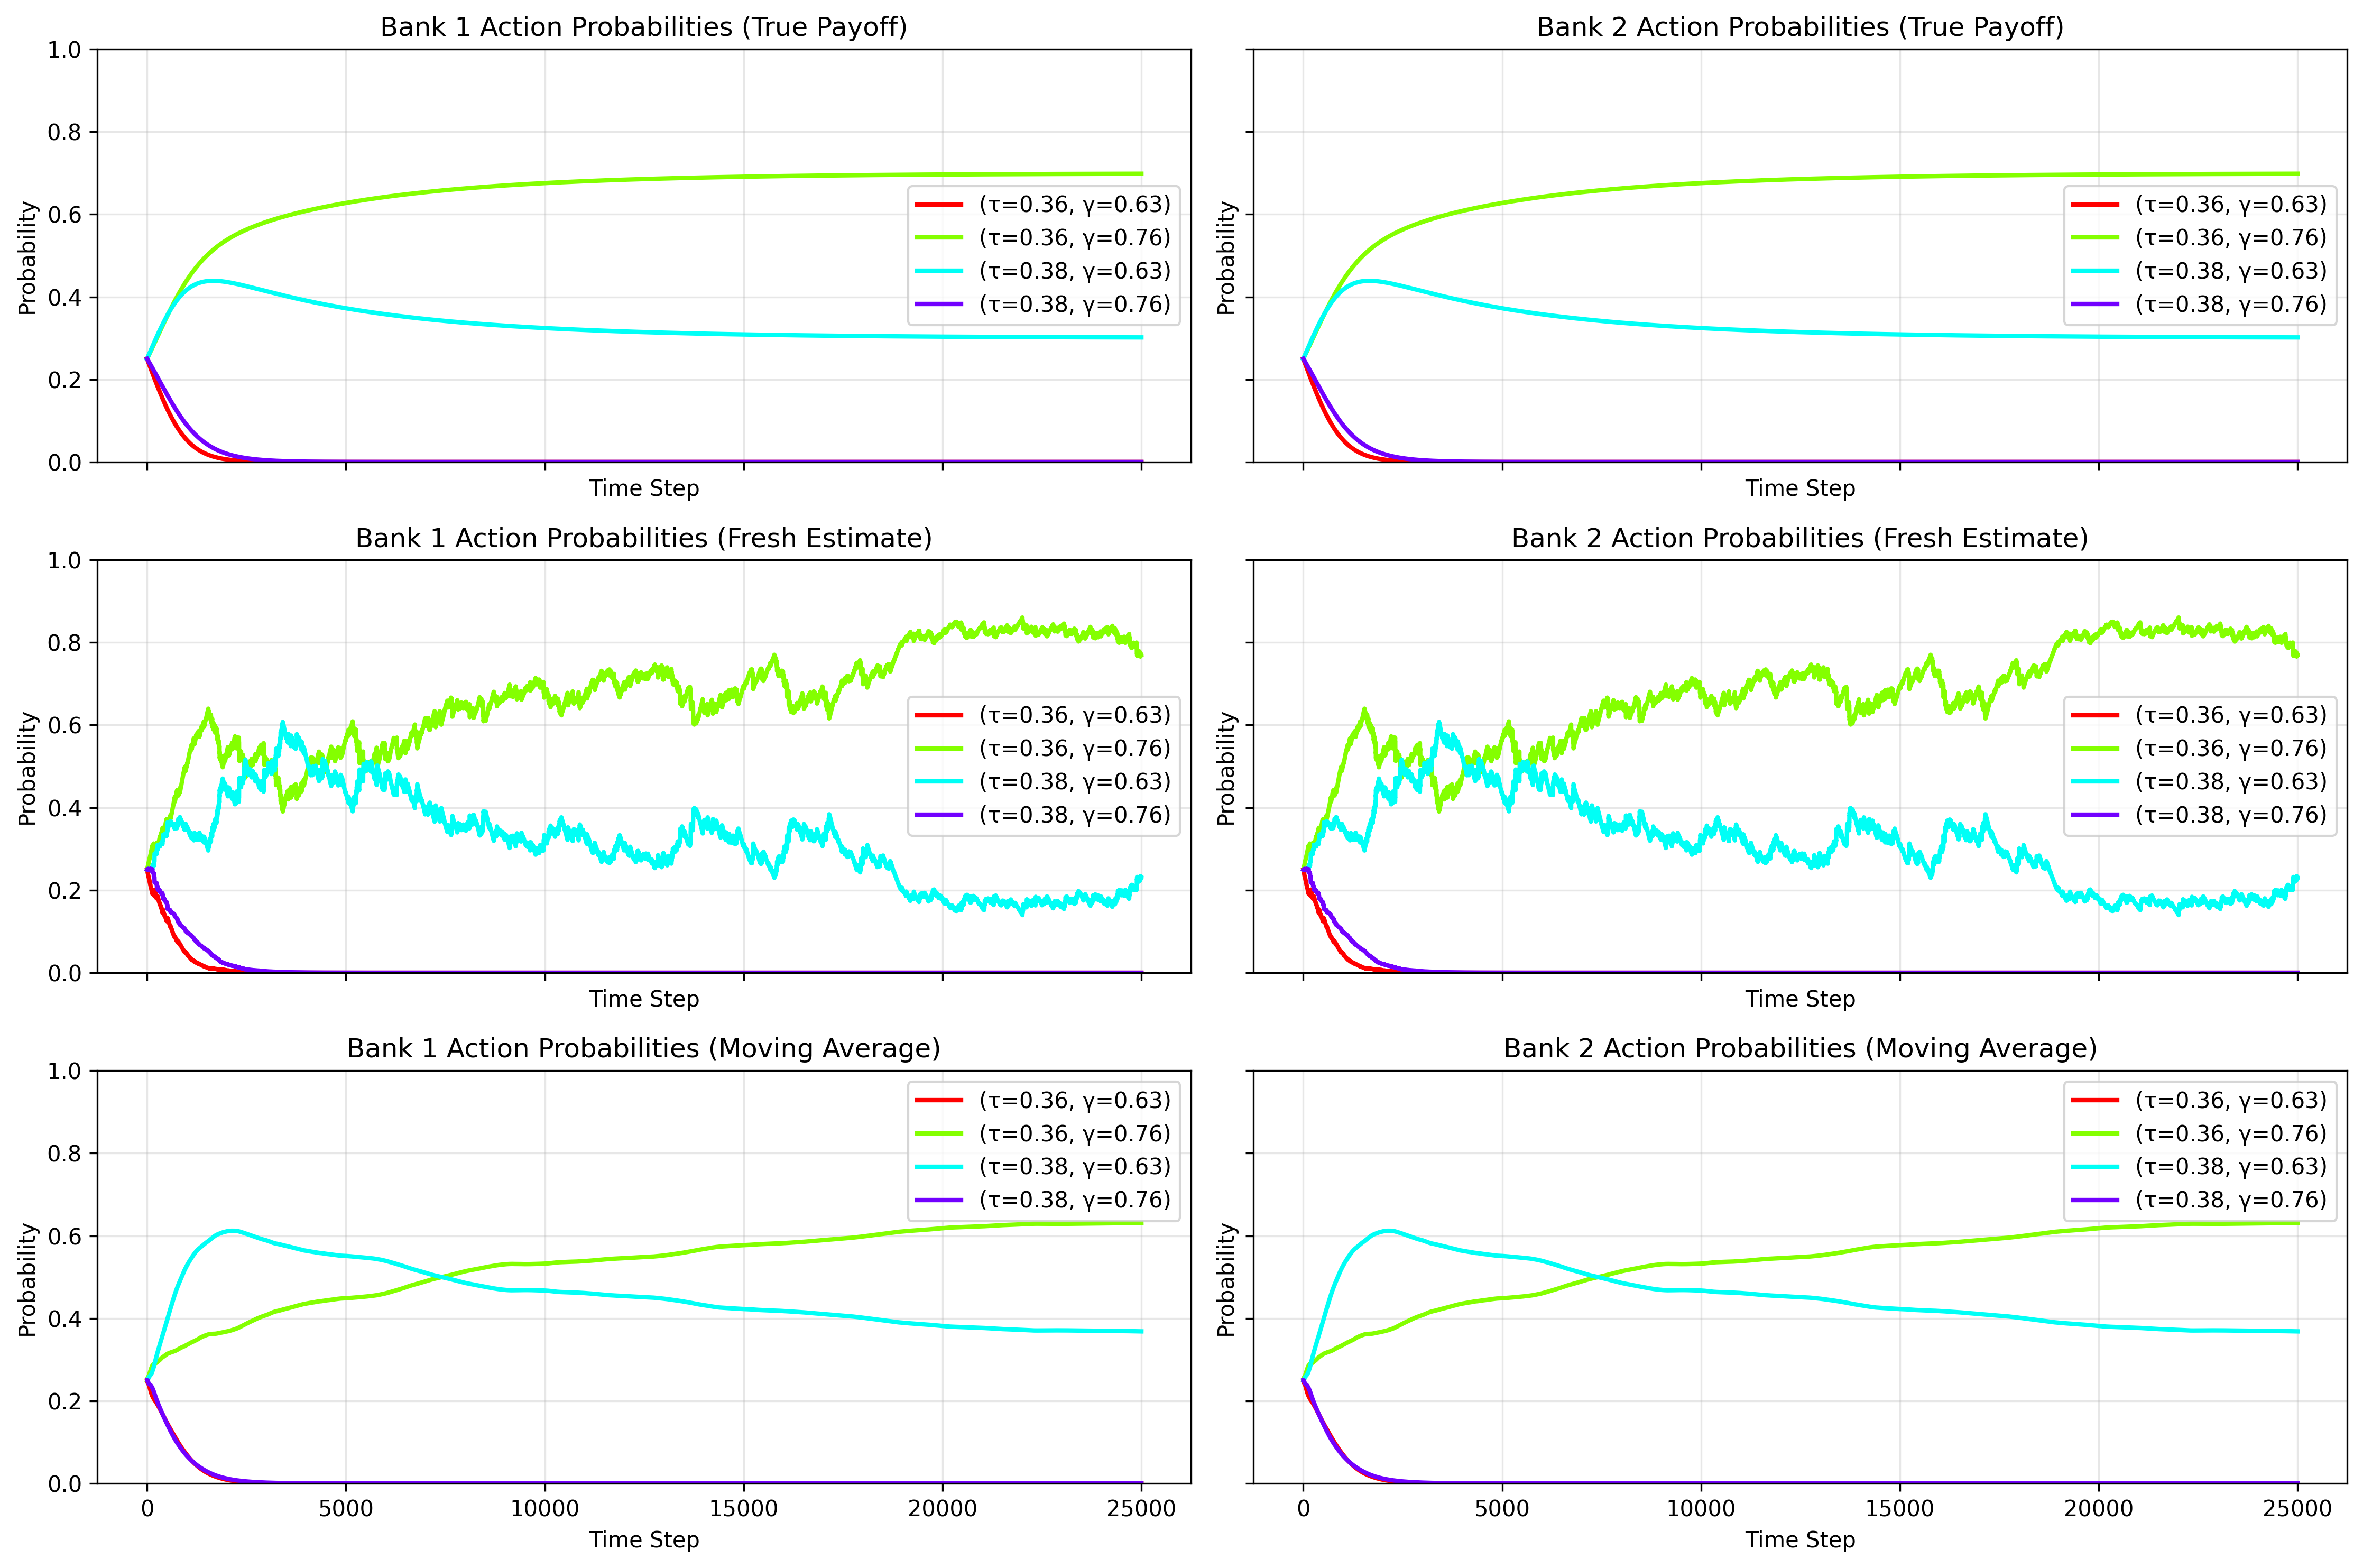 Bank 1 Action Probabilities (True Payoff)
1.0
0.8
0.6
0.4
0.2
0.0
Probability
Time Step
(τ=0.36, γ=0.63)
(τ=0.36, γ=0.76)
(τ=0.38, γ=0.63)
(τ=0.38, γ=0.76)
Bank 2 Action Probabilities (True Payoff)
Probability
Time Step
(τ=0.36, γ=0.63)
(τ=0.36, γ=0.76)
(τ=0.38, γ=0.63)
(τ=0.38, γ=0.76)
Bank 1 Action Probabilities (Fresh Estimate)
1.0
0.8
0.6
0.4
0.2
0.0
Probability
Time Step
(τ=0.36, γ=0.63)
(τ=0.36, γ=0.76)
(τ=0.38, γ=0.63)
(τ=0.38, γ=0.76)
Bank 2 Action Probabilities (Fresh Estimate)
Probability
Time Step
(τ=0.36, γ=0.63)
(τ=0.36, γ=0.76)
(τ=0.38, γ=0.63)
(τ=0.38, γ=0.76)
Bank 1 Action Probabilities (Moving Average)
1.0
0.8
0.6
0.4
0.2
0.0
Probability
(τ=0.36, γ=0.63)
(τ=0.36, γ=0.76)
(τ=0.38, γ=0.63)
(τ=0.38, γ=0.76)
0 5000 10000 15000 20000 25000
Time Step
Bank 2 Action Probabilities (Moving Average)
Probability
(τ=0.36, γ=0.63)
(τ=0.36, γ=0.76)
(τ=0.38, γ=0.63)
(τ=0.38, γ=0.76)
0 5000 10000 15000 20000 25000
Time Step